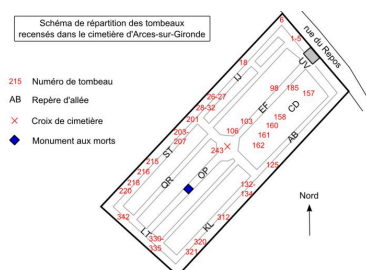 Schéma de répartition des tombeaux
recensés dans le cimetière d'Arces-sur-Gironde
215 Numéro de tombeau
AB Repère d'allée
Croix de cimetière
Monument aux morts
6
rue du Repos
1-5
UV
18
IJ
98
185
157
26-27
28-32
EF
CD
103
158
203-
207
106
160
161
AB
ST
243
162
215
216
125
218
QR
OP
220
132-
134
342
LT
KL
312
330-
335
320
321
Nord